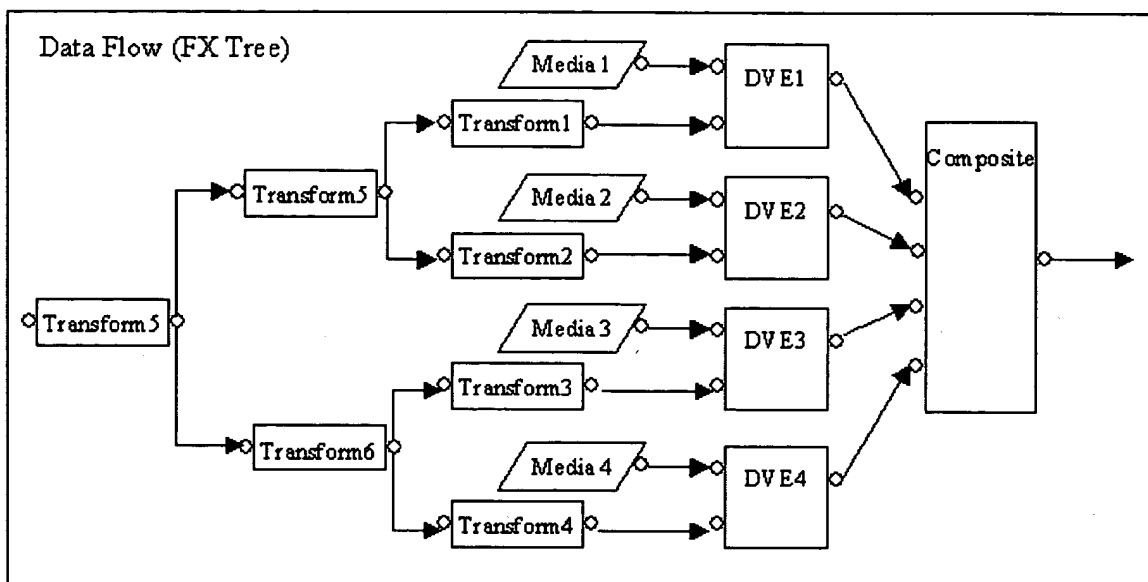 Data Flow (FX Tree)
Media 1
DVE1
Transform1
Composite
Transform5
Media 2
DVE2
Transform2
Transform5
Media 3
DVE3
Transform3
Transform6
Media 4
DVE4
Transform4